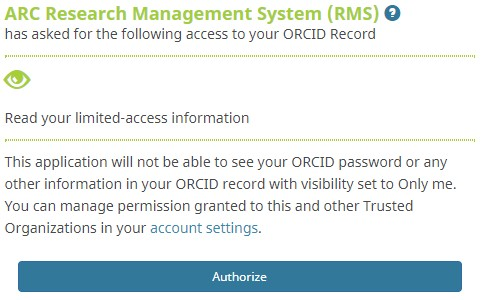 ARC Research Management System (RMS) ?
has asked for the following access to your ORCID Record
Read your limited-access information
This application will not be able to see your ORCID password or any
other information in your ORCID record with visibility set to Only me.
You can manage permission granted to this and other Trusted
Organizations in your account settings.
Authorize